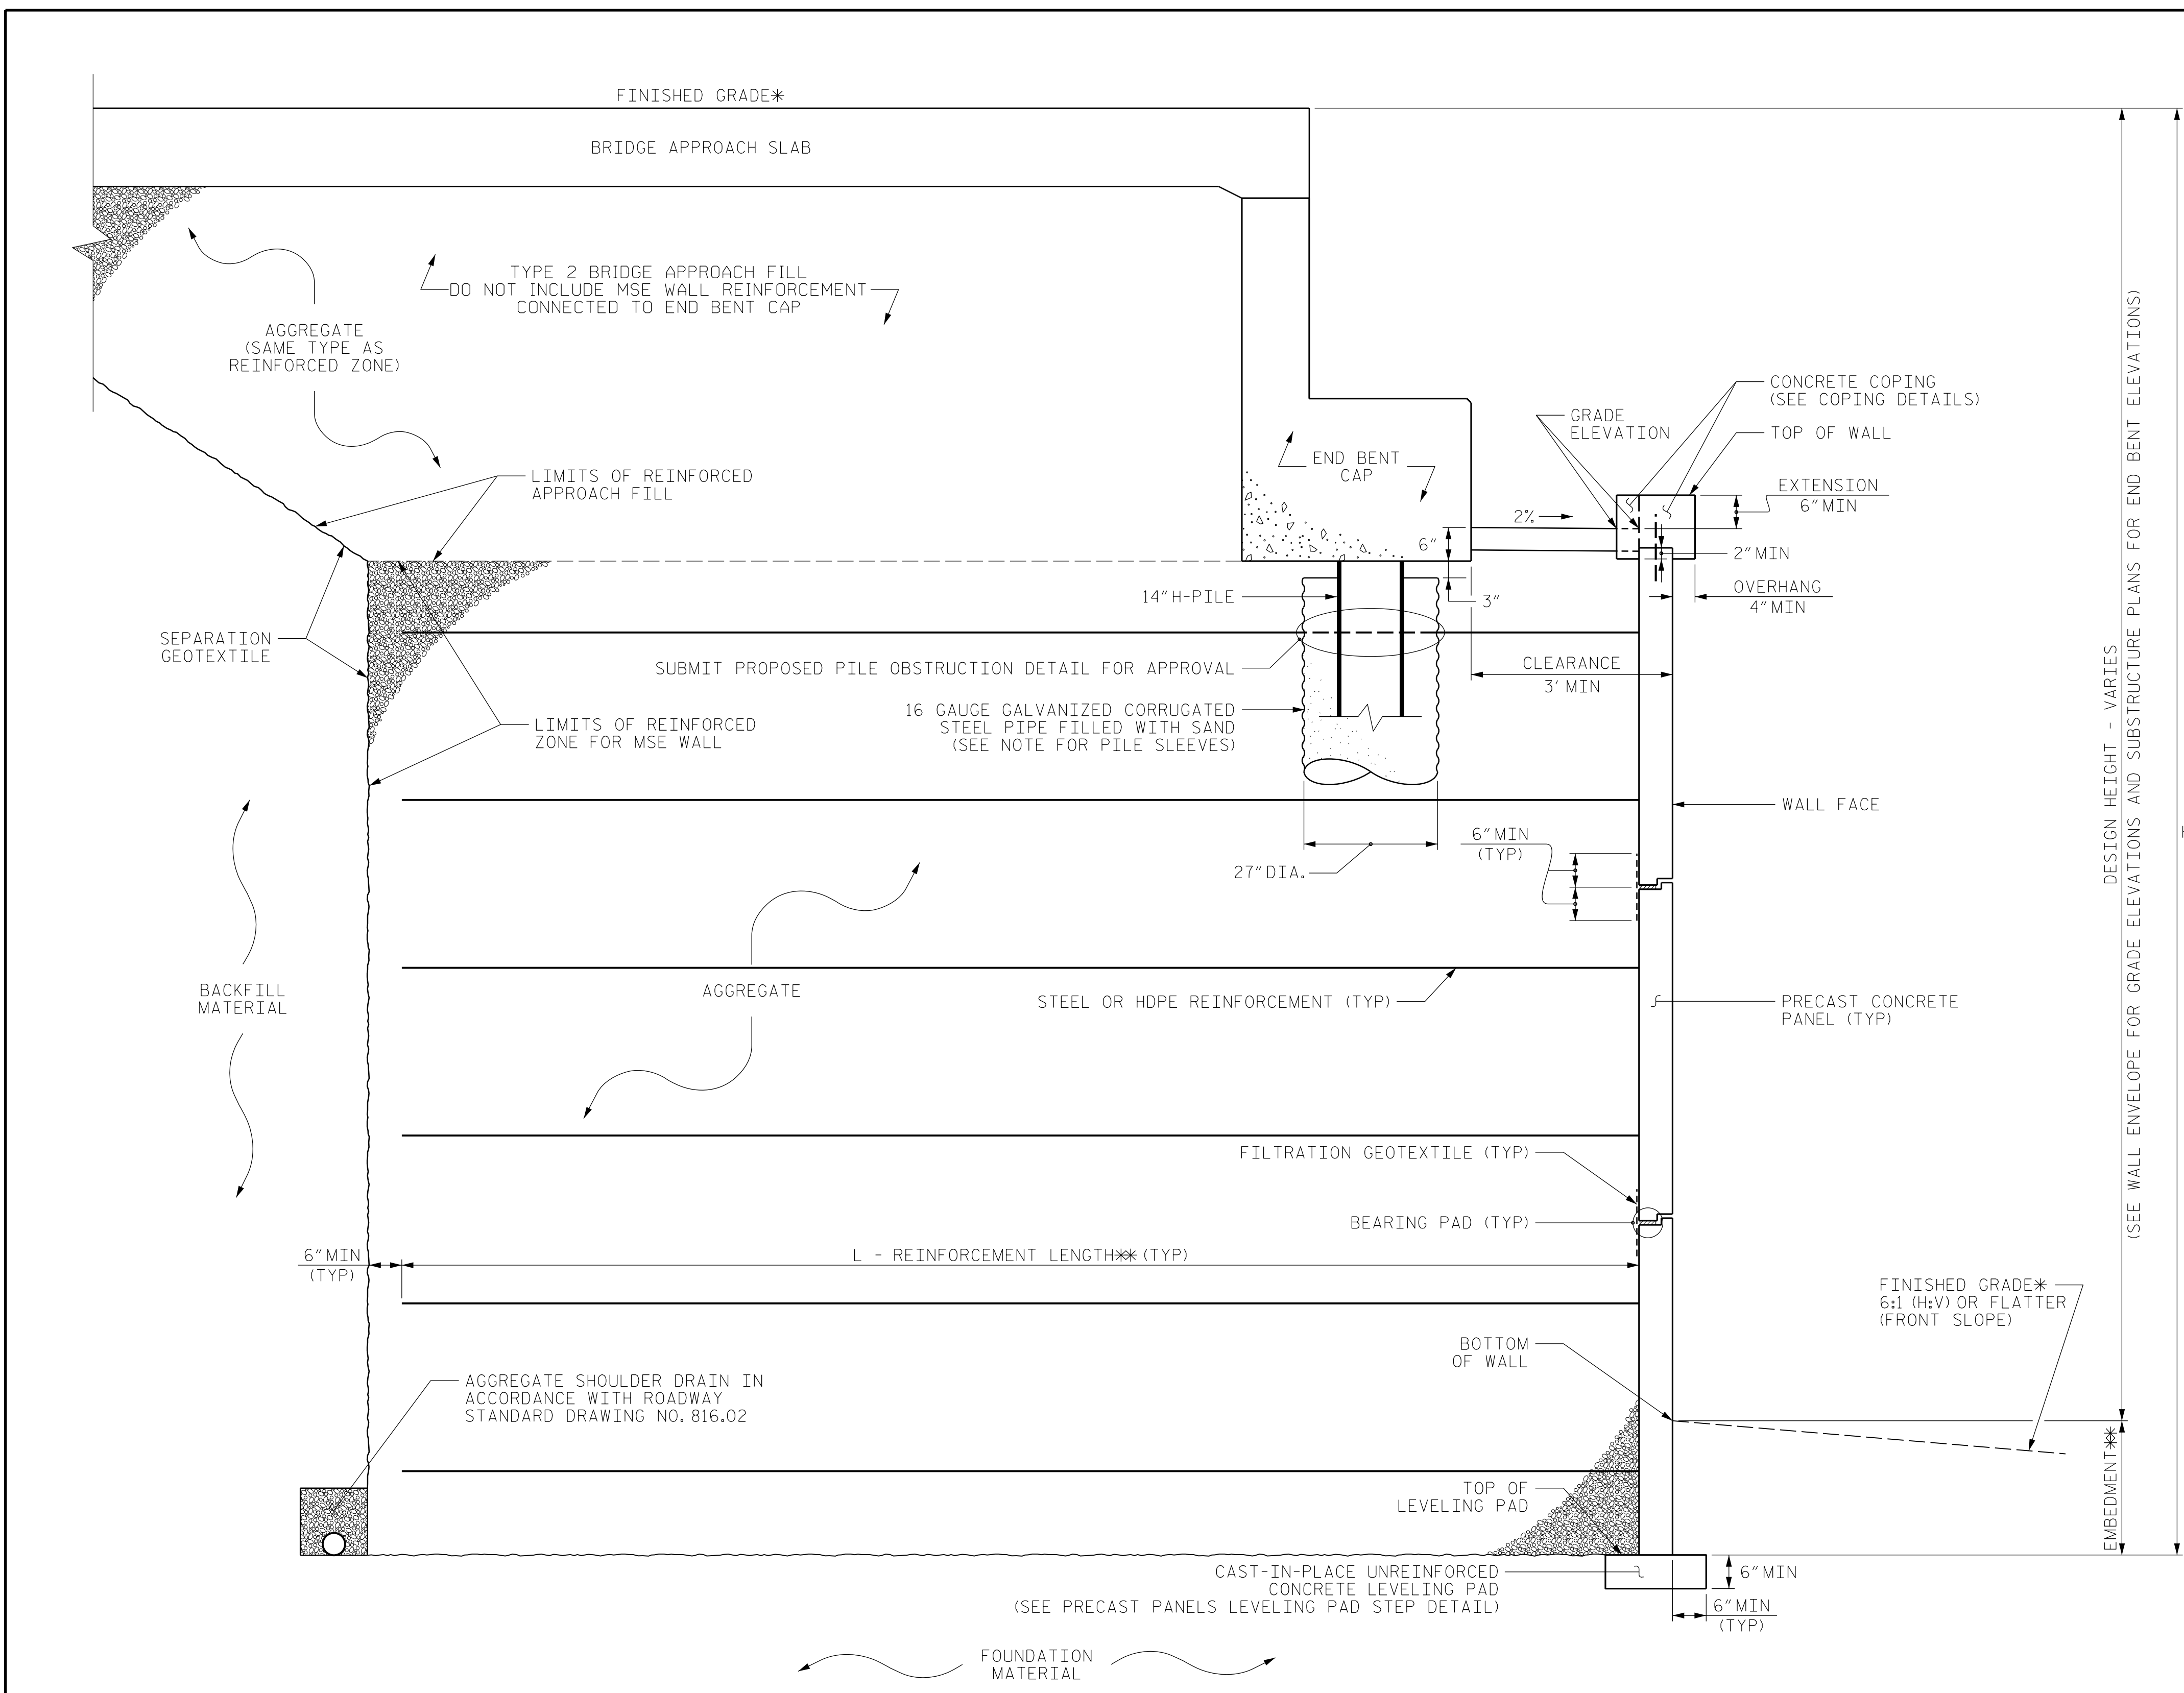 FINISHED GRADE*
BRIDGE APPROACH SLAB
TYPE 2 BRIDGE APPROACH FILL
DO NOT INCLUDE MSE WALL REINFORCEMENT
CONNECTED TO END BENT CAP
AGGREGATE
(SAME TYPE AS
REINFORCED ZONE)
LIMITS OF REINFORCED
APPROACH FILL
END BENT
CAP
GRADE
ELEVATION
CONCRETE COPING
(SEE COPING DETAILS)
TOP OF WALL
EXTENSION
6" MIN
2%
6"
2" MIN
OVERHANG
4" MIN
14" H-PILE
3"
SEPARATION
GEOTEXTILE
SUBMIT PROPOSED PILE OBSTRUCTION DETAIL FOR APPROVAL
CLEARANCE
3' MIN
LIMITS OF REINFORCED
ZONE FOR MSE WALL
16 GAUGE GALVANIZED CORRUGATED
STEEL PIPE FILLED WITH SAND
(SEE NOTE FOR PILE SLEEVES)
WALL FACE
6" MIN
(TYP)
27" DIA.
BACKFILL
MATERIAL
AGGREGATE
STEEL OR HDPE REINFORCEMENT (TYP)
PRECAST CONCRETE
PANEL (TYP)
FILTRATION GEOTEXTILE (TYP)
BEARING PAD (TYP)
6" MIN
(TYP)
L - REINFORCEMENT LENGTH** (TYP)
FINISHED GRADE*
6:1 (H:V) OR FLATTER
(FRONT SLOPE)
BOTTOM
OF WALL
AGGREGATE SHOULDER DRAIN IN
ACCORDANCE WITH ROADWAY
STANDARD DRAWING NO. 816.02
TOP OF
LEVELING PAD
CAST-IN-PLACE UNREINFORCED
CONCRETE LEVELING PAD
(SEE PRECAST PANELS LEVELING PAD STEP DETAIL)
6" MIN
6" MIN
(TYP)
FOUNDATION
MATERIAL
DESIGN HEIGHT - VARIES
(SEE WALL ENVELOPE FOR GRADE ELEVATIONS AND SUBSTRUCTURE PLANS FOR END BENT ELEVATIONS)
EMBEDMENT**